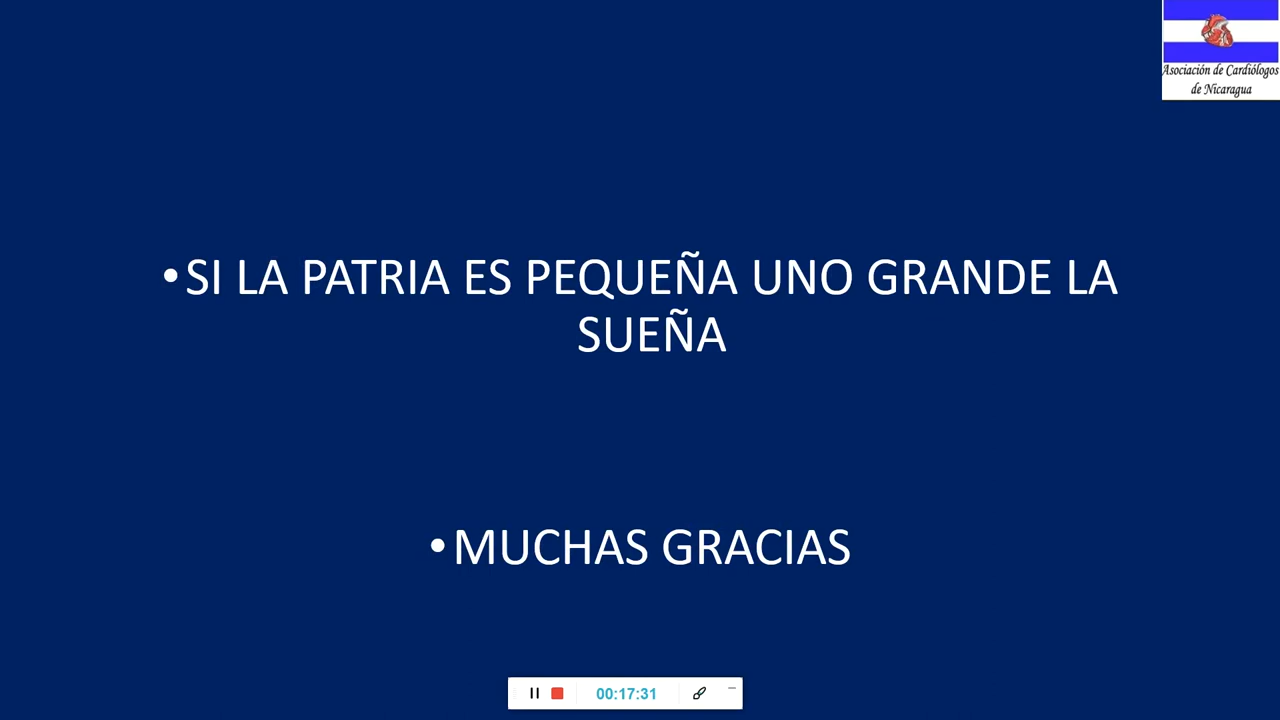 Asociación de Cardiólogos
de Nicaragua
•SI LA PATRIA ES PEQUEÑA UNO GRANDE LA
SUEÑA
•MUCHAS GRACIAS
00:17:31